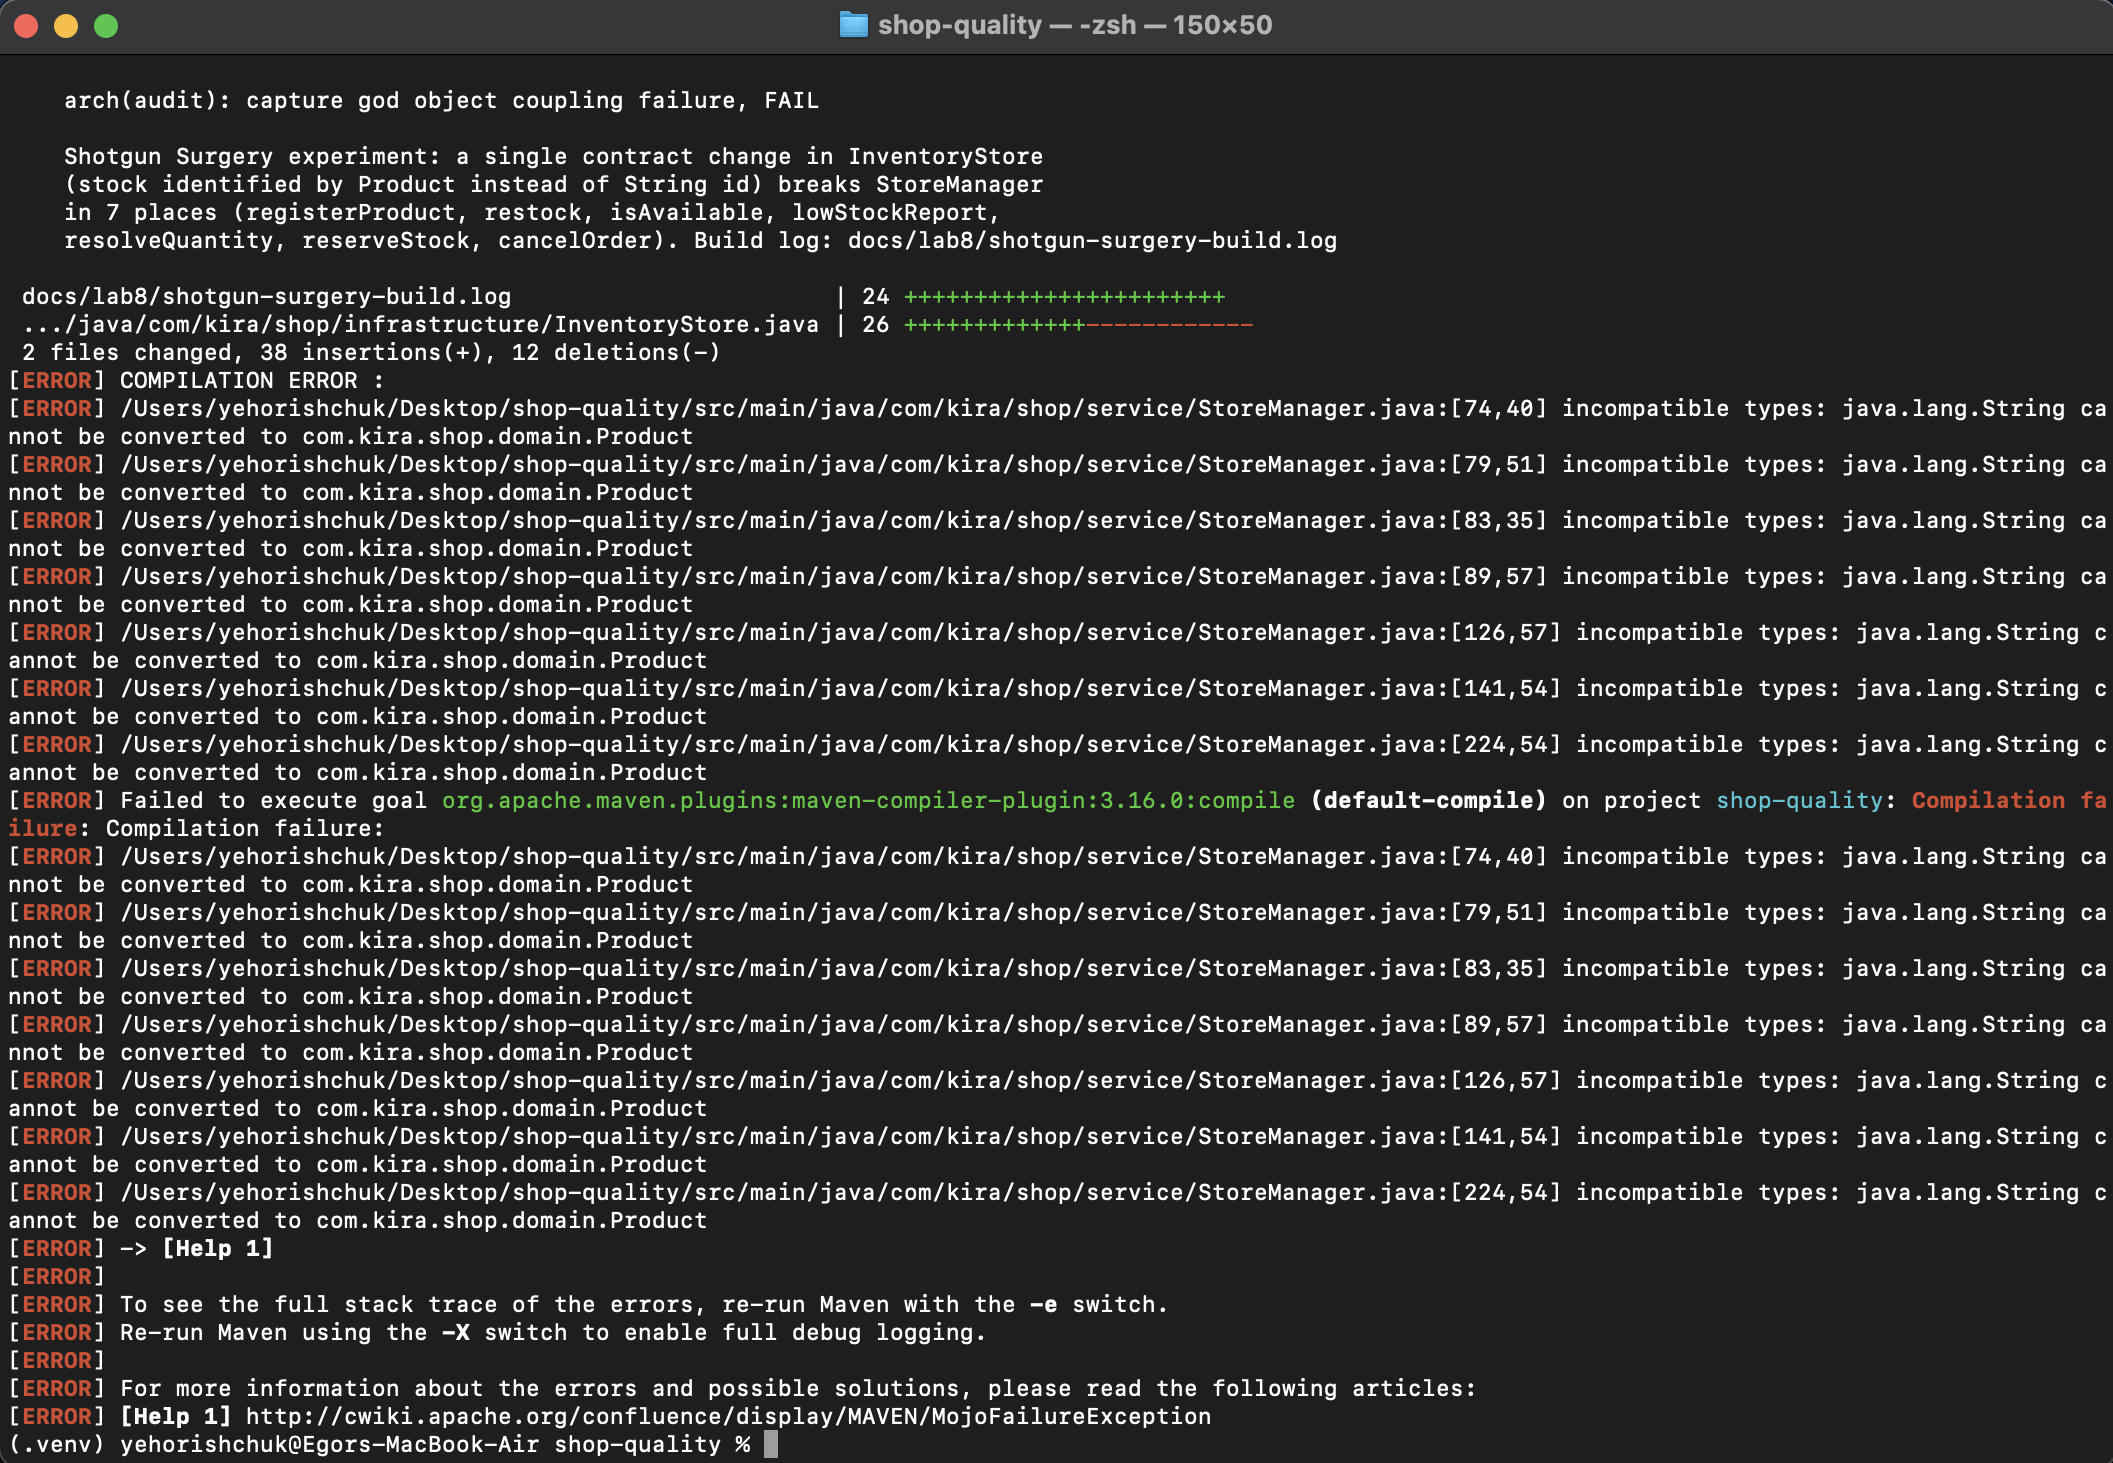 shop-quality — -zsh — 150×50
arch(audit): capture god object coupling failure, FAIL
Shotgun Surgery experiment: a single contract change in InventoryStore
(stock identified by Product instead of String id) breaks StoreManager
in 7 places (registerProduct, restock, isAvailable, lowStockReport,
resolveQuantity, reserveStock, cancelOrder). Build log: docs/lab8/shotgun-surgery-build.log
docs/lab8/shotgun-surgery-build.log | 24 +++++++++++++++++++++++
.../java/com/kira/shop/infrastructure/InventoryStore.java | 26 +++++++++++++------------
2 files changed, 38 insertions(+), 12 deletions(-)
[ERROR] COMPILATION ERROR :
[ERROR] /Users/yehorishchuk/Desktop/shop-quality/src/main/java/com/kira/shop/service/StoreManager.java:[74,40] incompatible types: java.lang.String ca
nnot be converted to com.kira.shop.domain.Product
[ERROR] /Users/yehorishchuk/Desktop/shop-quality/src/main/java/com/kira/shop/service/StoreManager.java:[79,51] incompatible types: java.lang.String ca
nnot be converted to com.kira.shop.domain.Product
[ERROR] /Users/yehorishchuk/Desktop/shop-quality/src/main/java/com/kira/shop/service/StoreManager.java:[83,35] incompatible types: java.lang.String ca
nnot be converted to com.kira.shop.domain.Product
[ERROR] /Users/yehorishchuk/Desktop/shop-quality/src/main/java/com/kira/shop/service/StoreManager.java:[89,57] incompatible types: java.lang.String ca
nnot be converted to com.kira.shop.domain.Product
[ERROR] /Users/yehorishchuk/Desktop/shop-quality/src/main/java/com/kira/shop/service/StoreManager.java:[126,57] incompatible types: java.lang.String c
annot be converted to com.kira.shop.domain.Product
[ERROR] /Users/yehorishchuk/Desktop/shop-quality/src/main/java/com/kira/shop/service/StoreManager.java:[141,54] incompatible types: java.lang.String c
annot be converted to com.kira.shop.domain.Product
[ERROR] /Users/yehorishchuk/Desktop/shop-quality/src/main/java/com/kira/shop/service/StoreManager.java:[224,54] incompatible types: java.lang.String c
annot be converted to com.kira.shop.domain.Product
[ERROR] Failed to execute goal org.apache.maven.plugins:maven-compiler-plugin:3.16.0:compile (default-compile) on project shop-quality: Compilation fa
ilure: Compilation failure:
[ERROR] /Users/yehorishchuk/Desktop/shop-quality/src/main/java/com/kira/shop/service/StoreManager.java:[74,40] incompatible types: java.lang.String ca
nnot be converted to com.kira.shop.domain.Product
[ERROR] /Users/yehorishchuk/Desktop/shop-quality/src/main/java/com/kira/shop/service/StoreManager.java:[79,51] incompatible types: java.lang.String ca
nnot be converted to com.kira.shop.domain.Product
[ERROR] /Users/yehorishchuk/Desktop/shop-quality/src/main/java/com/kira/shop/service/StoreManager.java:[83,35] incompatible types: java.lang.String ca
nnot be converted to com.kira.shop.domain.Product
[ERROR] /Users/yehorishchuk/Desktop/shop-quality/src/main/java/com/kira/shop/service/StoreManager.java:[89,57] incompatible types: java.lang.String ca
nnot be converted to com.kira.shop.domain.Product
[ERROR] /Users/yehorishchuk/Desktop/shop-quality/src/main/java/com/kira/shop/service/StoreManager.java:[126,57] incompatible types: java.lang.String c
annot be converted to com.kira.shop.domain.Product
[ERROR] /Users/yehorishchuk/Desktop/shop-quality/src/main/java/com/kira/shop/service/StoreManager.java:[141,54] incompatible types: java.lang.String c
annot be converted to com.kira.shop.domain.Product
[ERROR] /Users/yehorishchuk/Desktop/shop-quality/src/main/java/com/kira/shop/service/StoreManager.java:[224,54] incompatible types: java.lang.String c
annot be converted to com.kira.shop.domain.Product
[ERROR] -> [Help 1]
[ERROR]
[ERROR] To see the full stack trace of the errors, re-run Maven with the -e switch.
[ERROR] Re-run Maven using the -X switch to enable full debug logging.
[ERROR]
[ERROR] For more information about the errors and possible solutions, please read the following articles:
[ERROR] [Help 1] http://cwiki.apache.org/confluence/display/MAVEN/MojoFailureException
(.venv) yehorishchuk@Egors-MacBook-Air shop-quality %